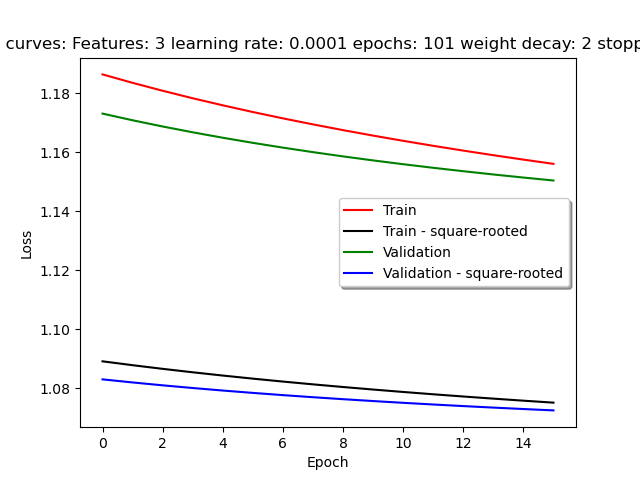 curves: Features: 3 learning rate: 0.0001 epochs: 101 weight decay: 2
1.18
1.16
1.14
1.12
1.10
1.08
Loss
Train
Train - square-rooted
Validation
Validation - square-rooted
0 2 4 6 8 10 12 14
Epoch